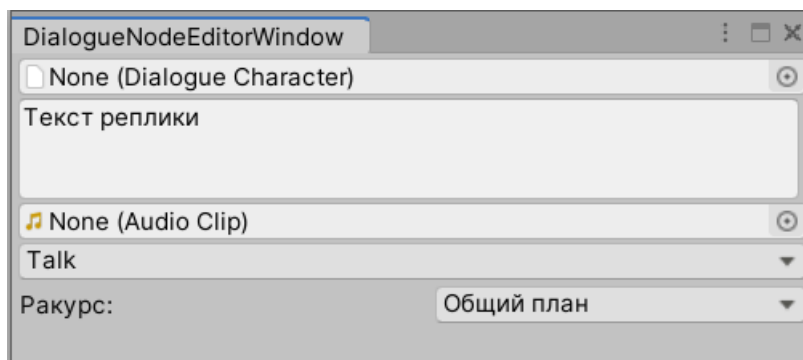 DialogueNodeEditorWindow
None (Dialogue Character)
Текст реплики
None (Audio Clip)
Talk
Ракурс: Общий план